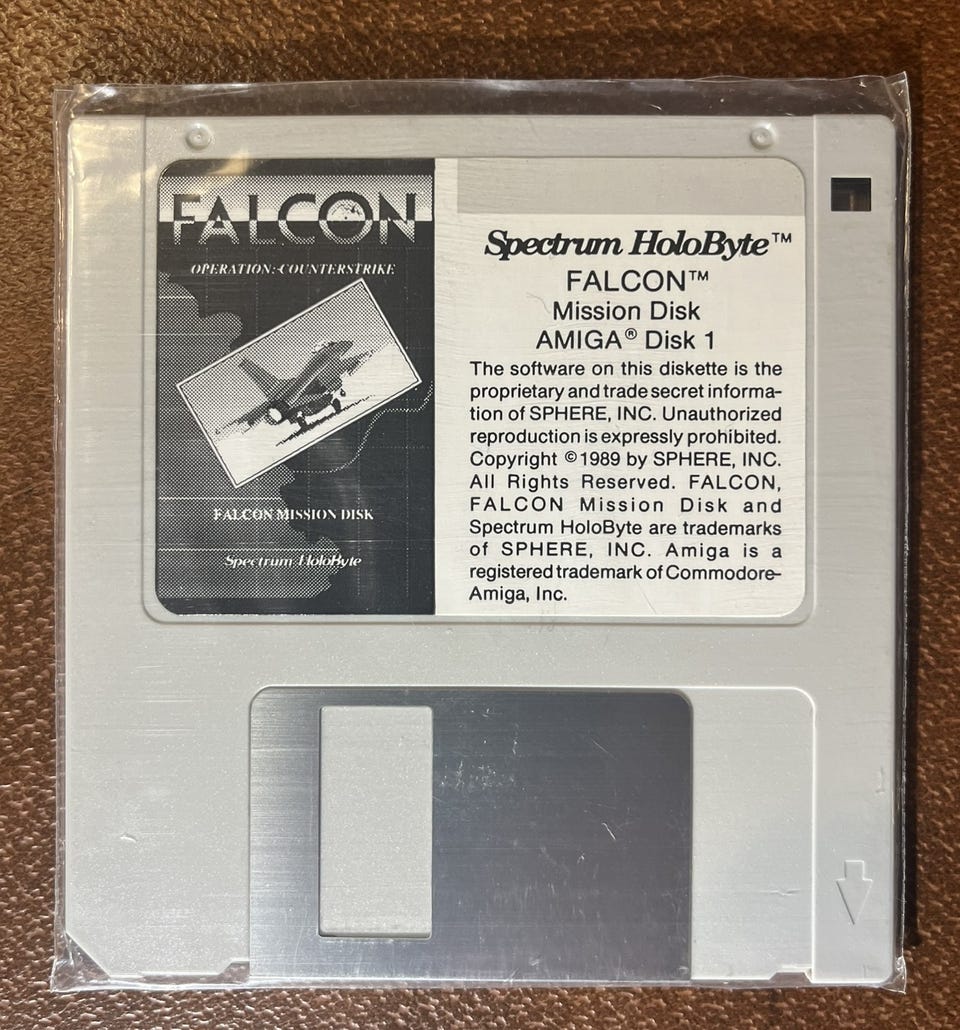 FALCON
OPERATION: COUNTERSTRIKE
FALCON MISSION DISK
Spectrum HoloByte
Spectrum HoloByte™
FALCON™
Mission Disk
AMIGA® Disk 1
The software on this diskette is the
proprietary and trade secret informa-
tion of SPHERE, INC. Unauthorized
reproduction is expressly prohibited.
Copyright ©1989 by SPHERE, INC.
All Rights Reserved. FALCON,
FALCON Mission Disk and
Spectrum HoloByte are trademarks
of SPHERE, INC. Amiga is a
registered trademark of Commodore-
Amiga, Inc.